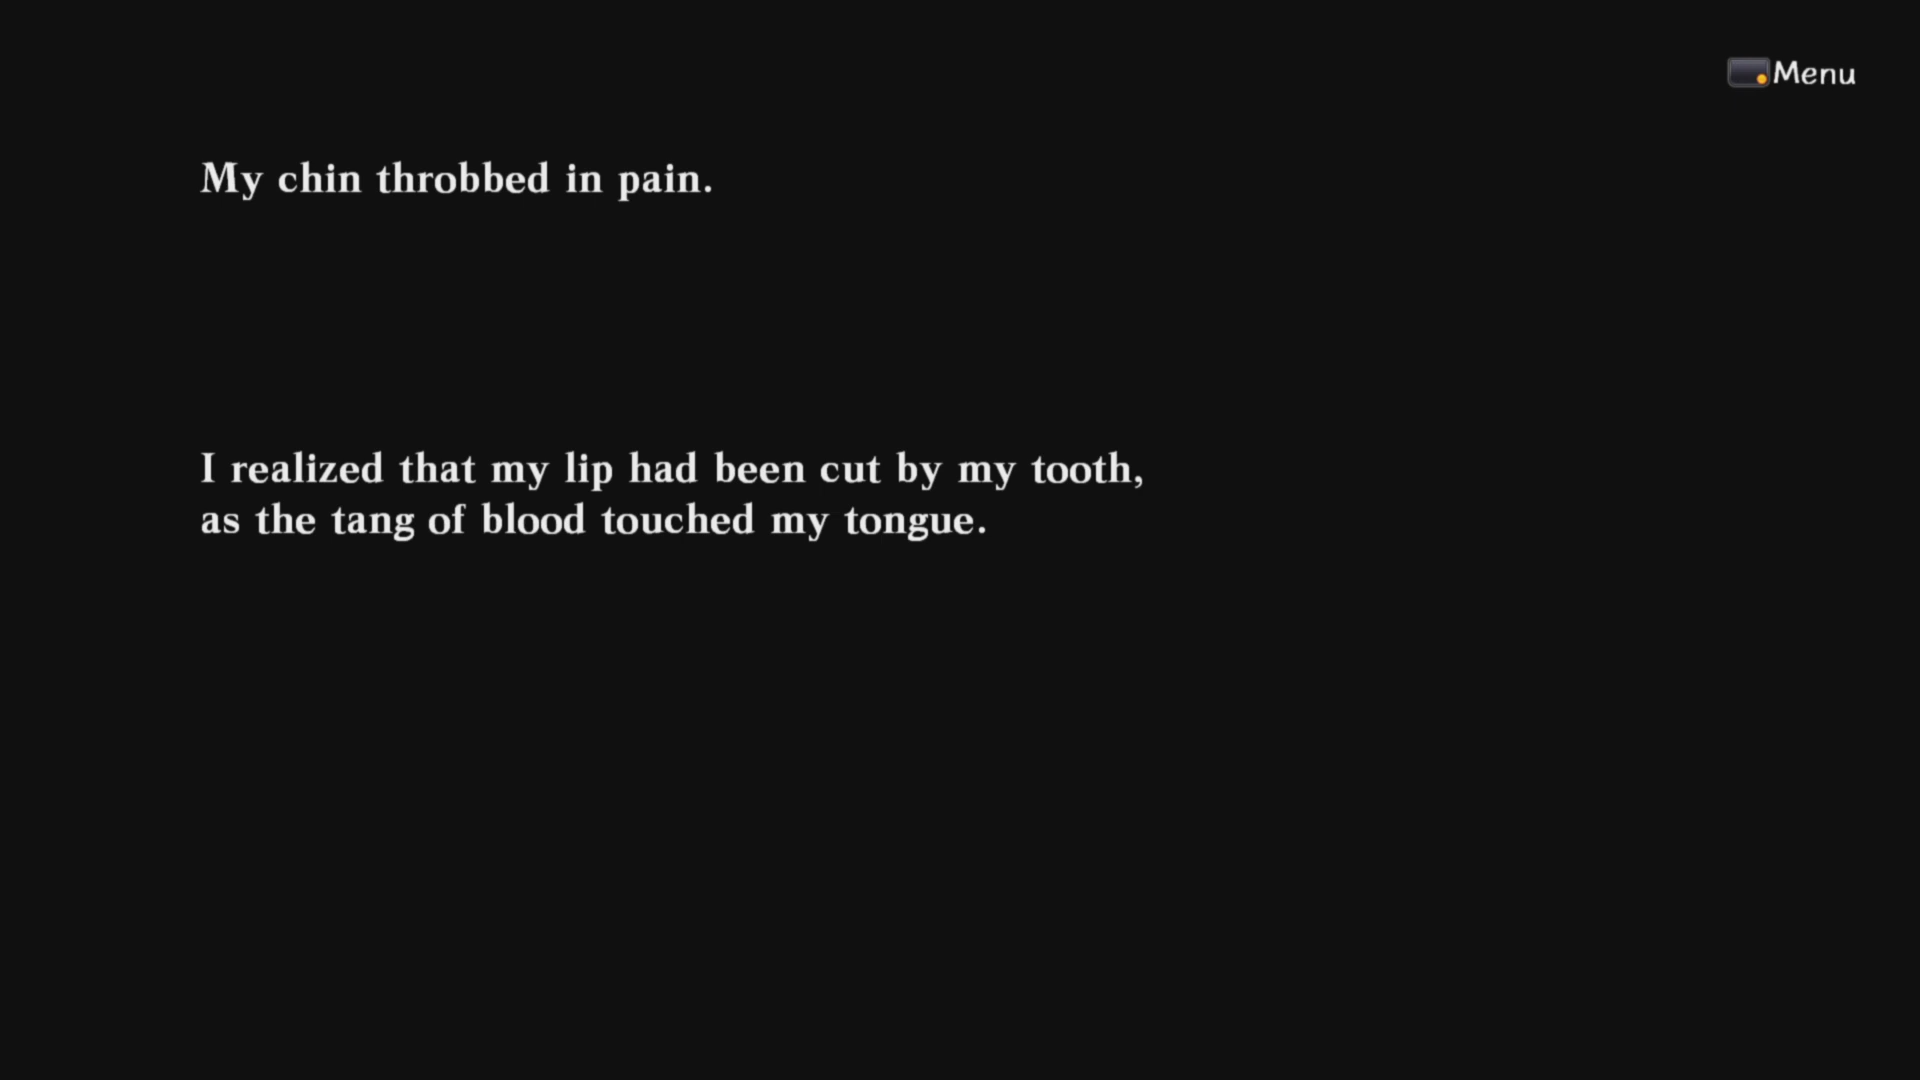 Menu
My chin throbbed in pain.
I realized that my lip had been cut by my tooth,
as the tang of blood touched my tongue.